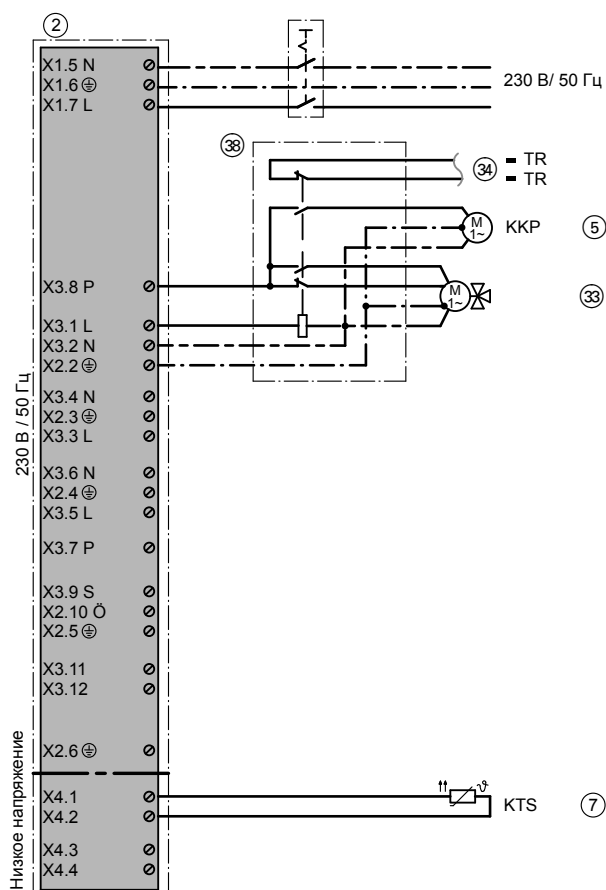 2
X1.5 N
X1.6
X1.7 L
230 В/ 50 Гц
38
34
TR
TR
M
1~
KKP
5
X3.8 P
M
1~
33
X3.1 L
X3.2 N
X2.2
X3.4 N
X2.3
X3.3 L
230 В / 50 Гц
X3.6 N
X2.4
X3.5 L
X3.7 P
X3.9 S
X2.10 Ö
X2.5
X3.11
X3.12
X2.6
Низкое напряжение
X4.1
ϑ
X4.2
KTS
7
X4.3
X4.4